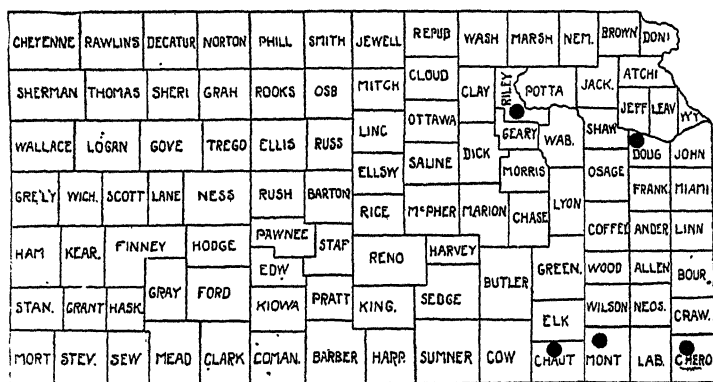 CHEYENNE RAWLINS DECATUR NORTON PHILL SMITH JEWELL REPUB WASH MARSH NEM. BROWN DONI
SHERMAN THOMAS SHERI GRAH ROOKS OSB MITCH CLOUD CLAY RILEY POTTA JACK. ATCHI
JEFF LEAV WY
WALLACE LOGAN GOVE TREGO ELLIS RUSS LINC OTTAWA DICK GEARY WAB. SHAW DOUG JOHN
GRE'LY WICH. SCOTT LANE NESS RUSH BARTON ELLSW SALINE MORRIS OSAGE FRANK MIAMI
RICE McPHER MARION CHASE LYON COFFEE ANDER LINN
HAM KEAR. FINNEY HODGE PAWNEE STAF RENO HARVEY BUTLER GREEN. WOOD ALLEN BOUR.
EDW
STAN. GRANT HASK. GRAY FORD KIOWA PRATT KING. SEDGE ELK WILSON NEOS. CRAW.
MORT STEV. SEW MEAD CLARK COMAN. BARBER HARP. SUMNER COW CHAUT MONT LAB. CHERO